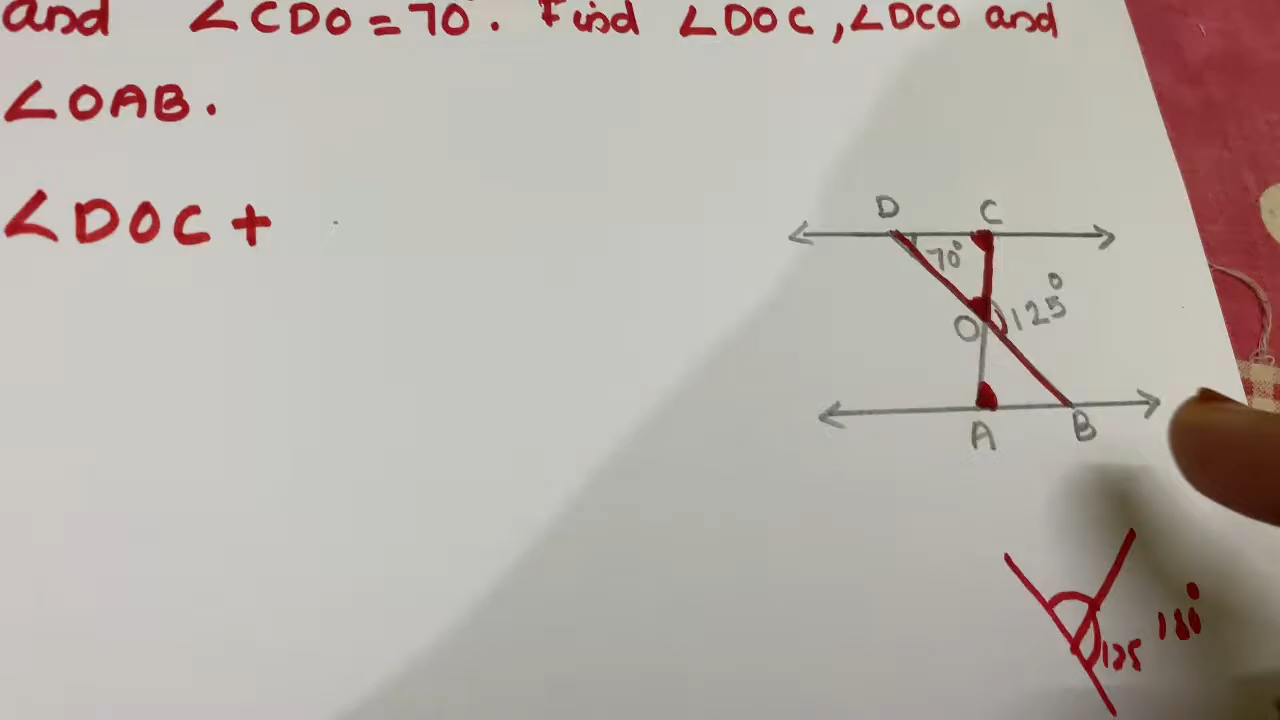 and ∠CDO = 70°. Find ∠DOC, ∠DCO and
∠OAB.
∠DOC +
D C
70°
125°
O
A B
125 180°